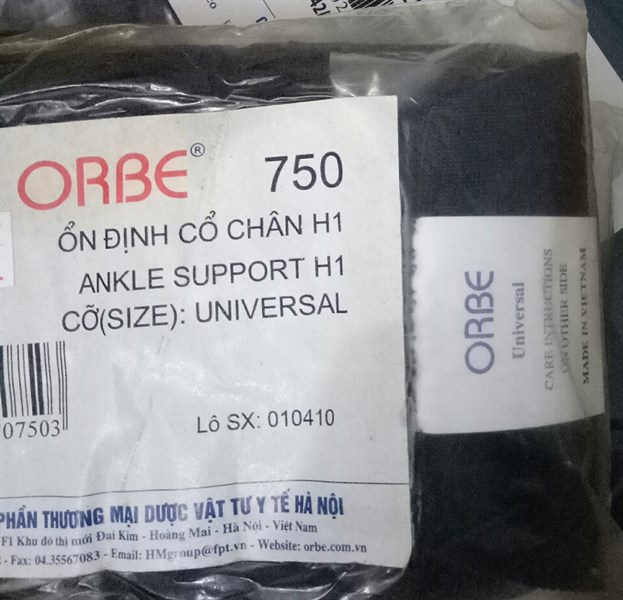 ORBE® 750
ỔN ĐỊNH CỔ CHÂN H1
ANKLE SUPPORT H1
CỠ(SIZE): UNIVERSAL
07503
Lô SX: 010410
PHẦN THƯƠNG MẠI DƯỢC VẬT TƯ Y TẾ HÀ NỘI
F1 Khu đô thị mới Đại Kim - Hoàng Mai - Hà Nội - Việt Nam
- Fax: 04.35567083 - Email: HMgroup@fpt.vn - Website: orbe.com.vn
ORBE
Universal
CARE INTRUCTIONS
ON OTHER SIDE
MADE IN VIETNAM